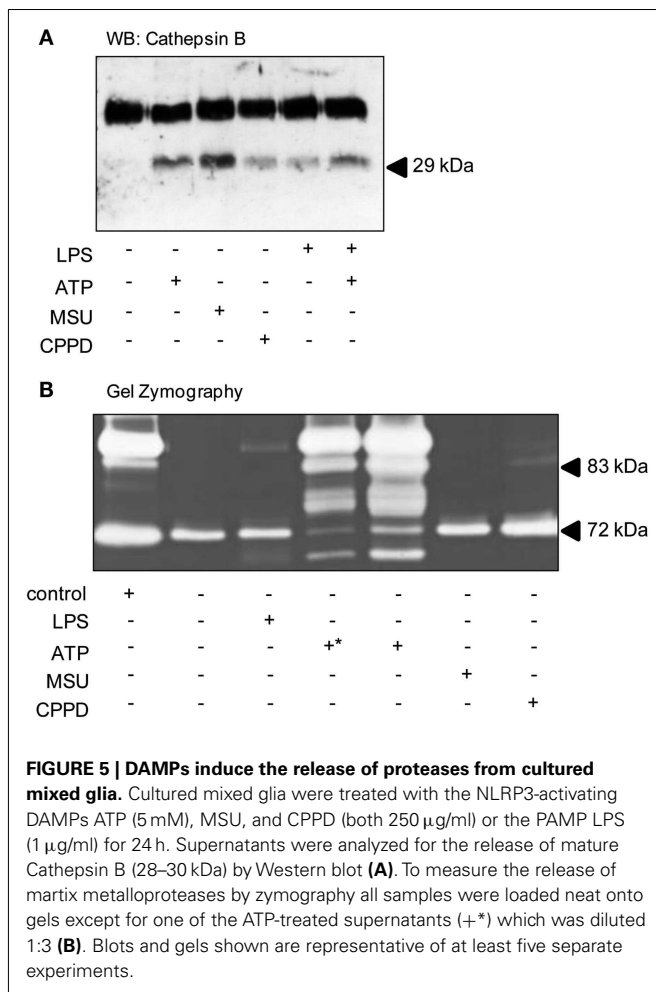 A WB: Cathepsin B
29 kDa
LPS - - - - + +
ATP - + - - - +
MSU - - + - - -
CPPD - - - + - -
B Gel Zymography
83 kDa
72 kDa
control + - - - - - -
LPS - - + - - - -
ATP - - - +* + - -
MSU - - - - - + -
CPPD - - - - - - +
FIGURE 5 | DAMPs induce the release of proteases from cultured
mixed glia. Cultured mixed glia were treated with the NLRP3-activating
DAMPs ATP (5 mM), MSU, and CPPD (both 250 μg/ml) or the PAMP LPS
(1 μg/ml) for 24 h. Supernatants were analyzed for the release of mature
Cathepsin B (28–30 kDa) by Western blot (A). To measure the release of
martix metalloproteases by zymography all samples were loaded neat onto
gels except for one of the ATP-treated supernatants (+*) which was diluted
1:3 (B). Blots and gels shown are representative of at least five separate
experiments.